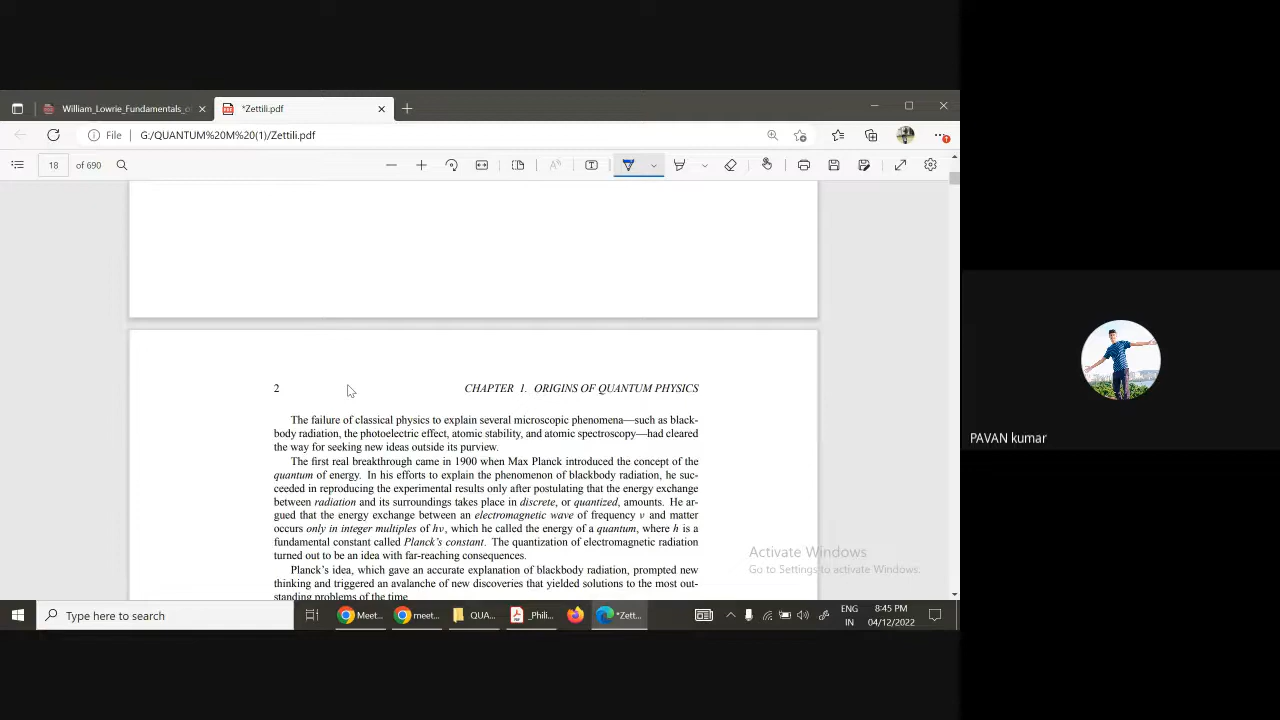 William_Lowrie_Fundamentals_o
*Zettili.pdf
File
G:/QUANTUM%20M%20(1)/Zettili.pdf
18 of 690
2
CHAPTER 1. ORIGINS OF QUANTUM PHYSICS
The failure of classical physics to explain several microscopic phenomena—such as black-
body radiation, the photoelectric effect, atomic stability, and atomic spectroscopy—had cleared
the way for seeking new ideas outside its purview.
The first real breakthrough came in 1900 when Max Planck introduced the concept of the
quantum of energy. In his efforts to explain the phenomenon of blackbody radiation, he suc-
ceeded in reproducing the experimental results only after postulating that the energy exchange
between radiation and its surroundings takes place in discrete, or quantized, amounts. He ar-
gued that the energy exchange between an electromagnetic wave of frequency ν and matter
occurs only in integer multiples of hν, which he called the energy of a quantum, where h is a
fundamental constant called Planck's constant. The quantization of electromagnetic radiation
turned out to be an idea with far-reaching consequences.
Planck's idea, which gave an accurate explanation of blackbody radiation, prompted new
thinking and triggered an avalanche of new discoveries that yielded solutions to the most out-
standing problems of the time.
Activate Windows
Go to Settings to activate Windows.
PAVAN kumar
Type here to search
Meet...
meet...
QUA...
_Phili...
*Zett...
ENG
IN
8:45 PM
04/12/2022